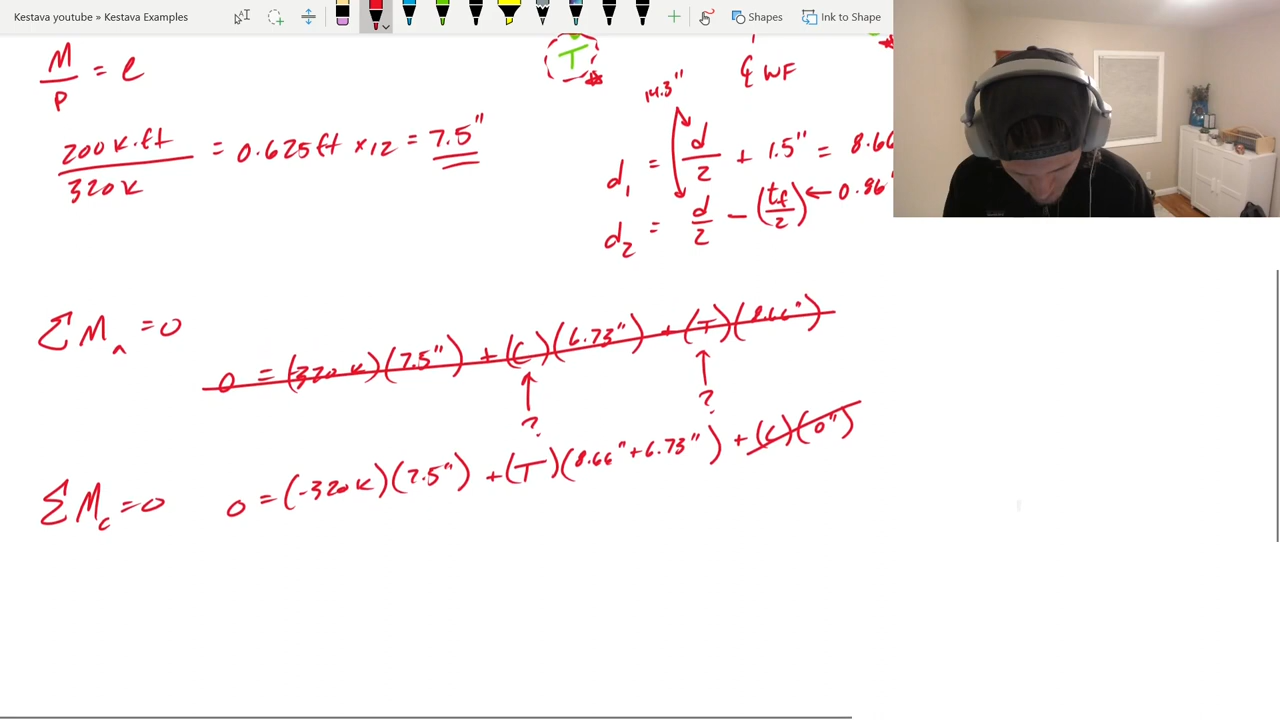 Kestava youtube » Kestava Examples
Shapes
Ink to Shape
M/P = e
200 k.ft / 320 k = 0.625 ft × 12 = 7.5"
T
14.3"
℄ WF
d₁ = d/2 + 1.5" = 8.66
d₂ = d/2 - (tf/2) ← 0.86"
ΣM_A = 0
0 = (-320 k)(7.5") + (C)(6.73") + (T)(8.66")
?
?
ΣM_c = 0 0 = (-320 k)(7.5") + (T)(8.66" + 6.73") + (C)(0")